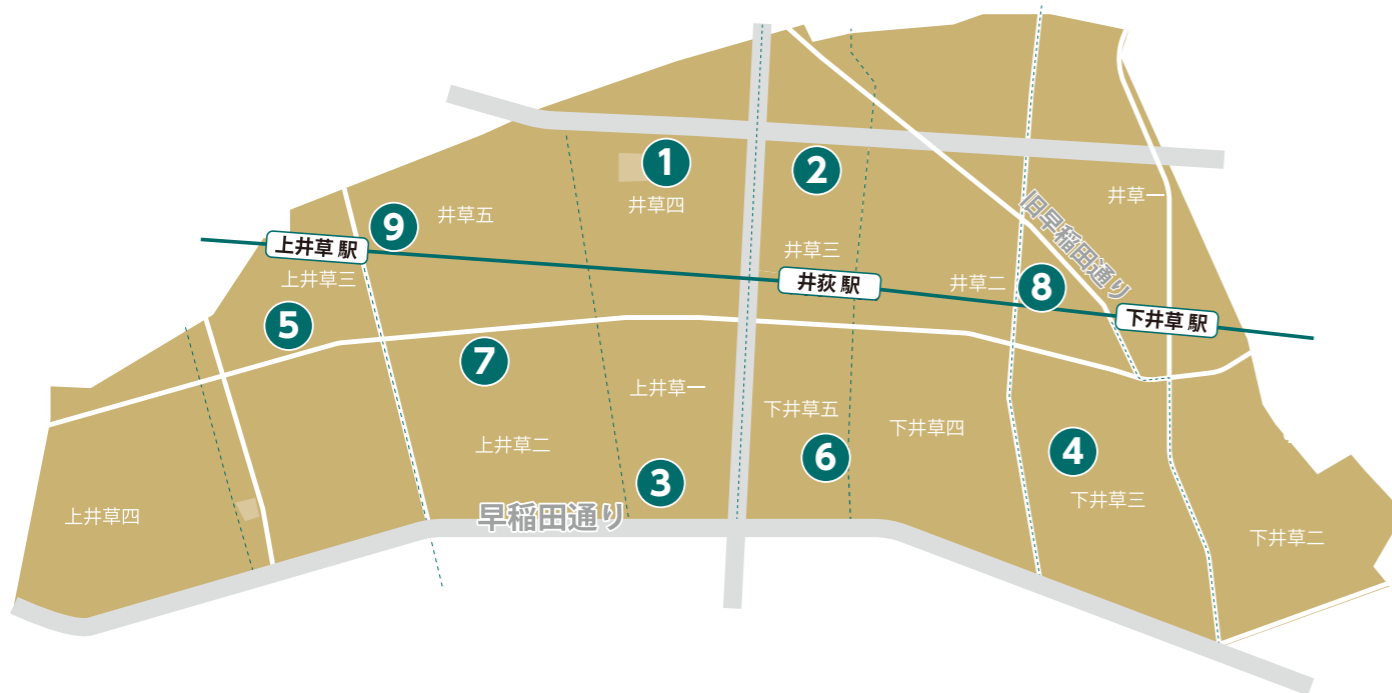 1
2
井草四
井草一
旧早稲田通り
9
井草五
上井草 駅
井草三
上井草三
井荻 駅
井草二
8
5
下井草 駅
7
上井草一
下井草五
下井草四
上井草二
6
4
3
下井草三
早稲田通り
上井草四
下井草二